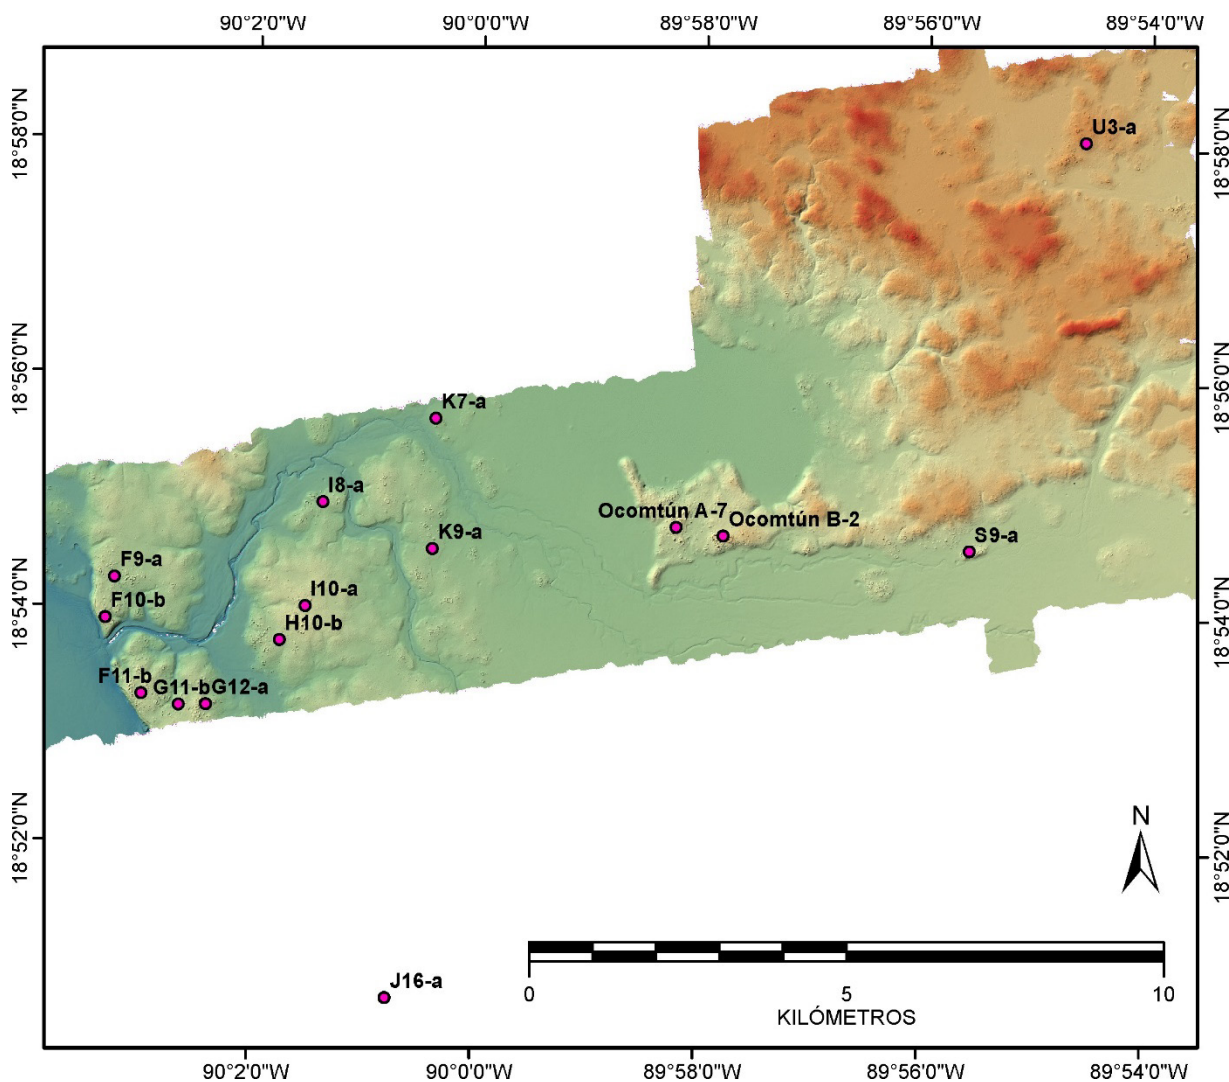 90°2'0"W 90°0'0"W 89°58'0"W 89°56'0"W 89°54'0"W
18°58'0"N
18°58'0"N
U3-a
18°56'0"N
18°56'0"N
K7-a
I8-a
Ocomtún A-7
Ocomtún B-2
K9-a
S9-a
F9-a
I10-a
F10-b
18°54'0"N
18°54'0"N
H10-b
F11-b
G11-b
G12-a
18°52'0"N
18°52'0"N
N
J16-a
0 5 10
KILÓMETROS
90°2'0"W 90°0'0"W 89°58'0"W 89°56'0"W 89°54'0"W